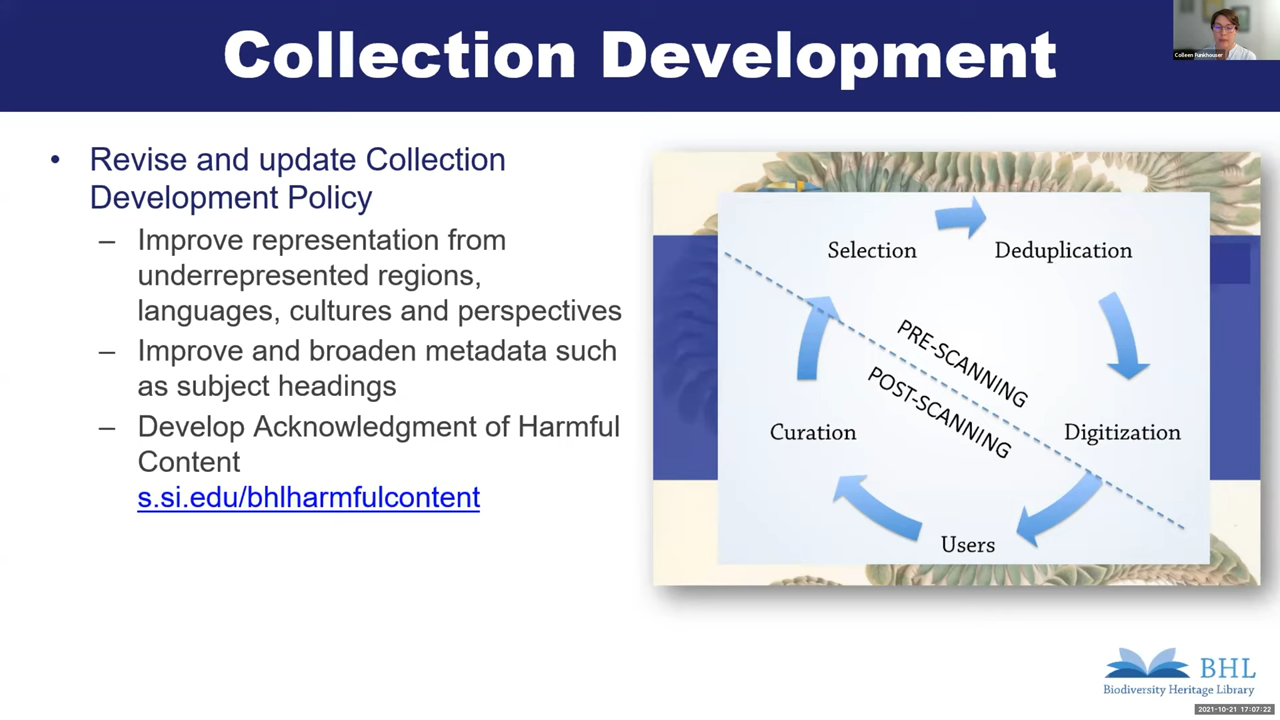 Collection Development
Colleen Funkhouser
• Revise and update Collection
Development Policy
– Improve representation from
underrepresented regions,
languages, cultures and perspectives
– Improve and broaden metadata such
as subject headings
– Develop Acknowledgment of Harmful
Content
s.si.edu/bhlharmfulcontent
Selection
Deduplication
PRE-SCANNING
POST-SCANNING
Curation
Digitization
Users
BHL
Biodiversity Heritage Library
2021-10-21 17:07:22